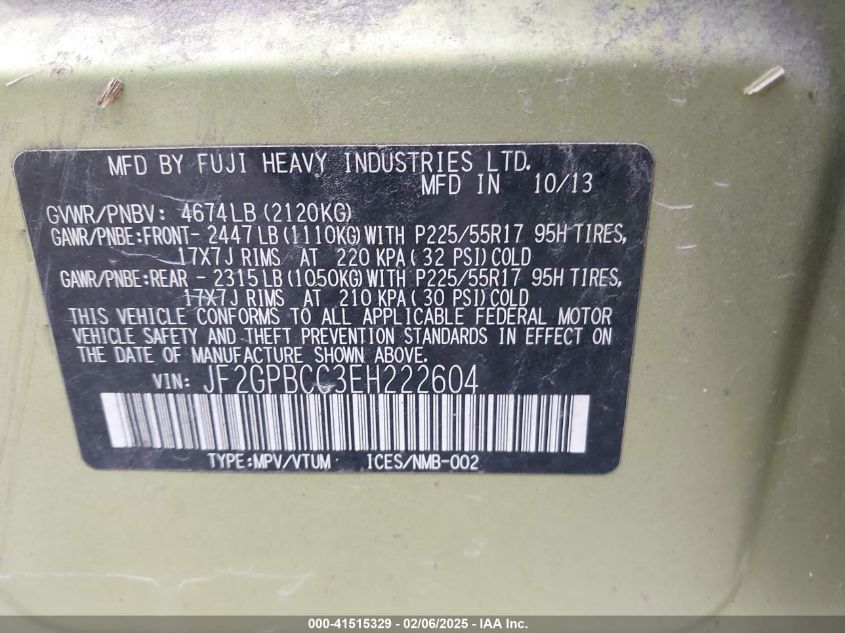 MFD BY FUJI HEAVY INDUSTRIES LTD.
MFD IN 10/13
GVWR/PNBV: 4674LB(2120KG)
GAWR/PNBE:FRONT-2447LB(1110KG)WITH P225/55R17 95H TIRES,
17X7J RIMS AT 220 KPA(32 PSI)COLD
GAWR/PNBE:REAR -2315LB(1050KG)WITH P225/55R17 95H TIRES,
17X7J RIMS AT 210 KPA(30 PSI)COLD
THIS VEHICLE CONFORMS TO ALL APPLICABLE FEDERAL MOTOR
VEHICLE SAFETY AND THEFT PREVENTION STANDARDS IN EFFECT ON
THE DATE OF MANUFACTURE SHOWN ABOVE.
VIN: JF2GPBCC3EH222604
TYPE:MPV/VTUM ICES/NMB-002
000-41515329 - 02/06/2025 - IAA Inc.